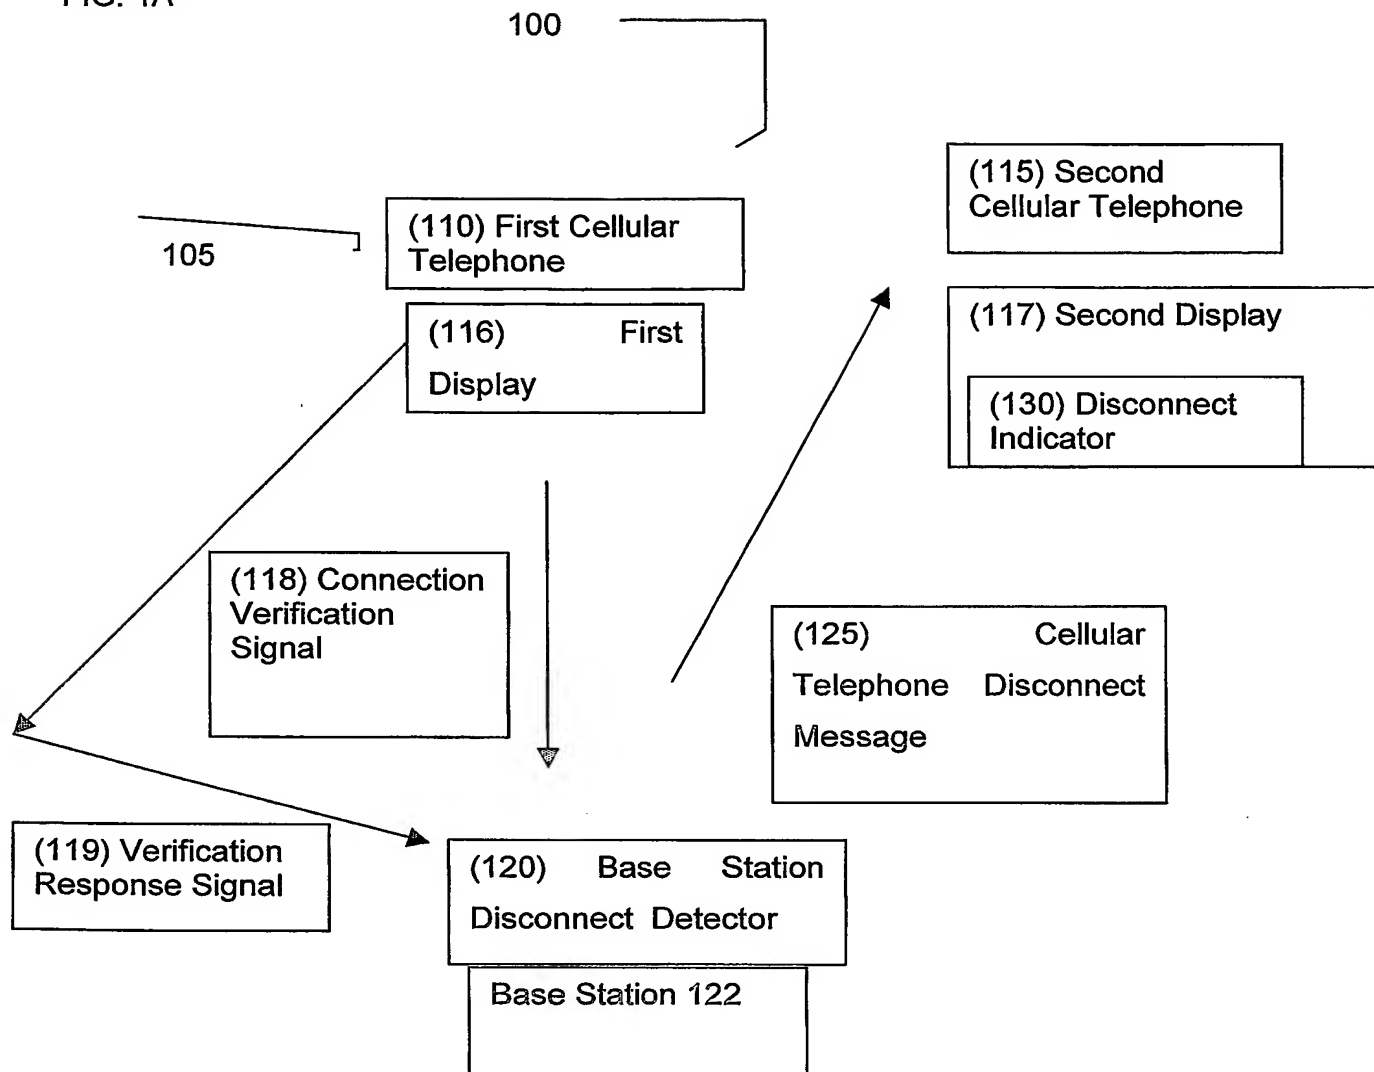 FIG. 1A
100
(115) Second
Cellular Telephone
(110) First Cellular
Telephone
105
(117) Second Display
(116) First
Display
(130) Disconnect
Indicator
(118) Connection
Verification
Signal
(125) Cellular
Telephone Disconnect
Message
(119) Verification
Response Signal
(120) Base Station
Disconnect Detector
Base Station 122